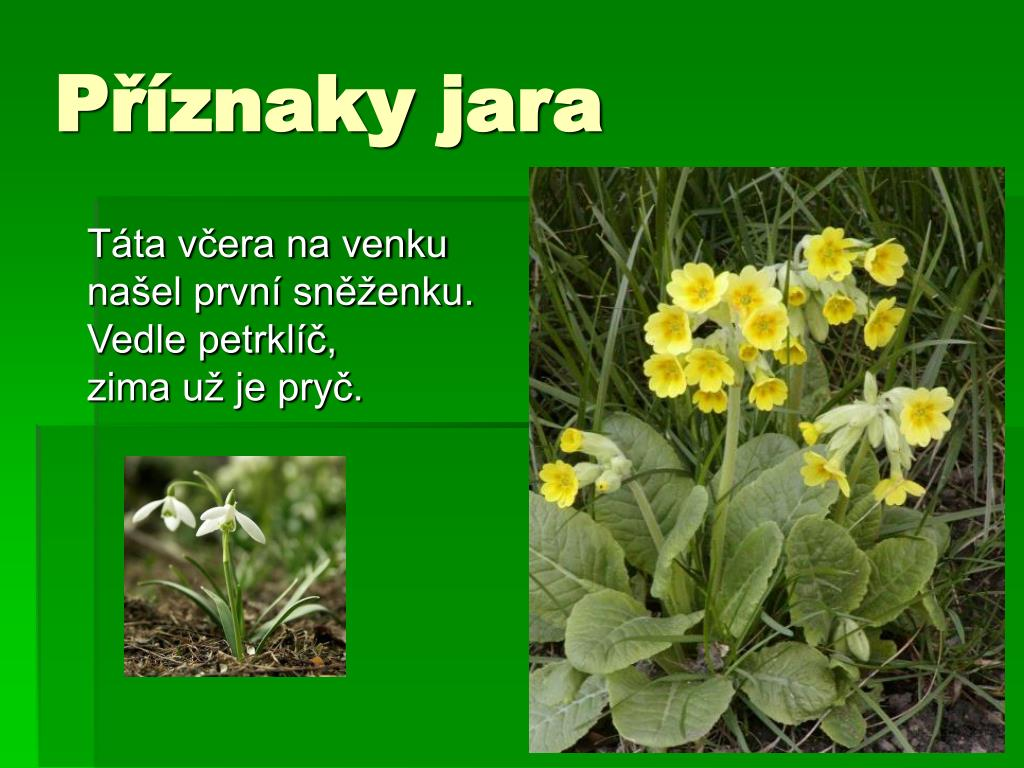 Příznaky jara
Táta včera na venku
našel první sněženku.
Vedle petrklíč,
zima už je pryč.